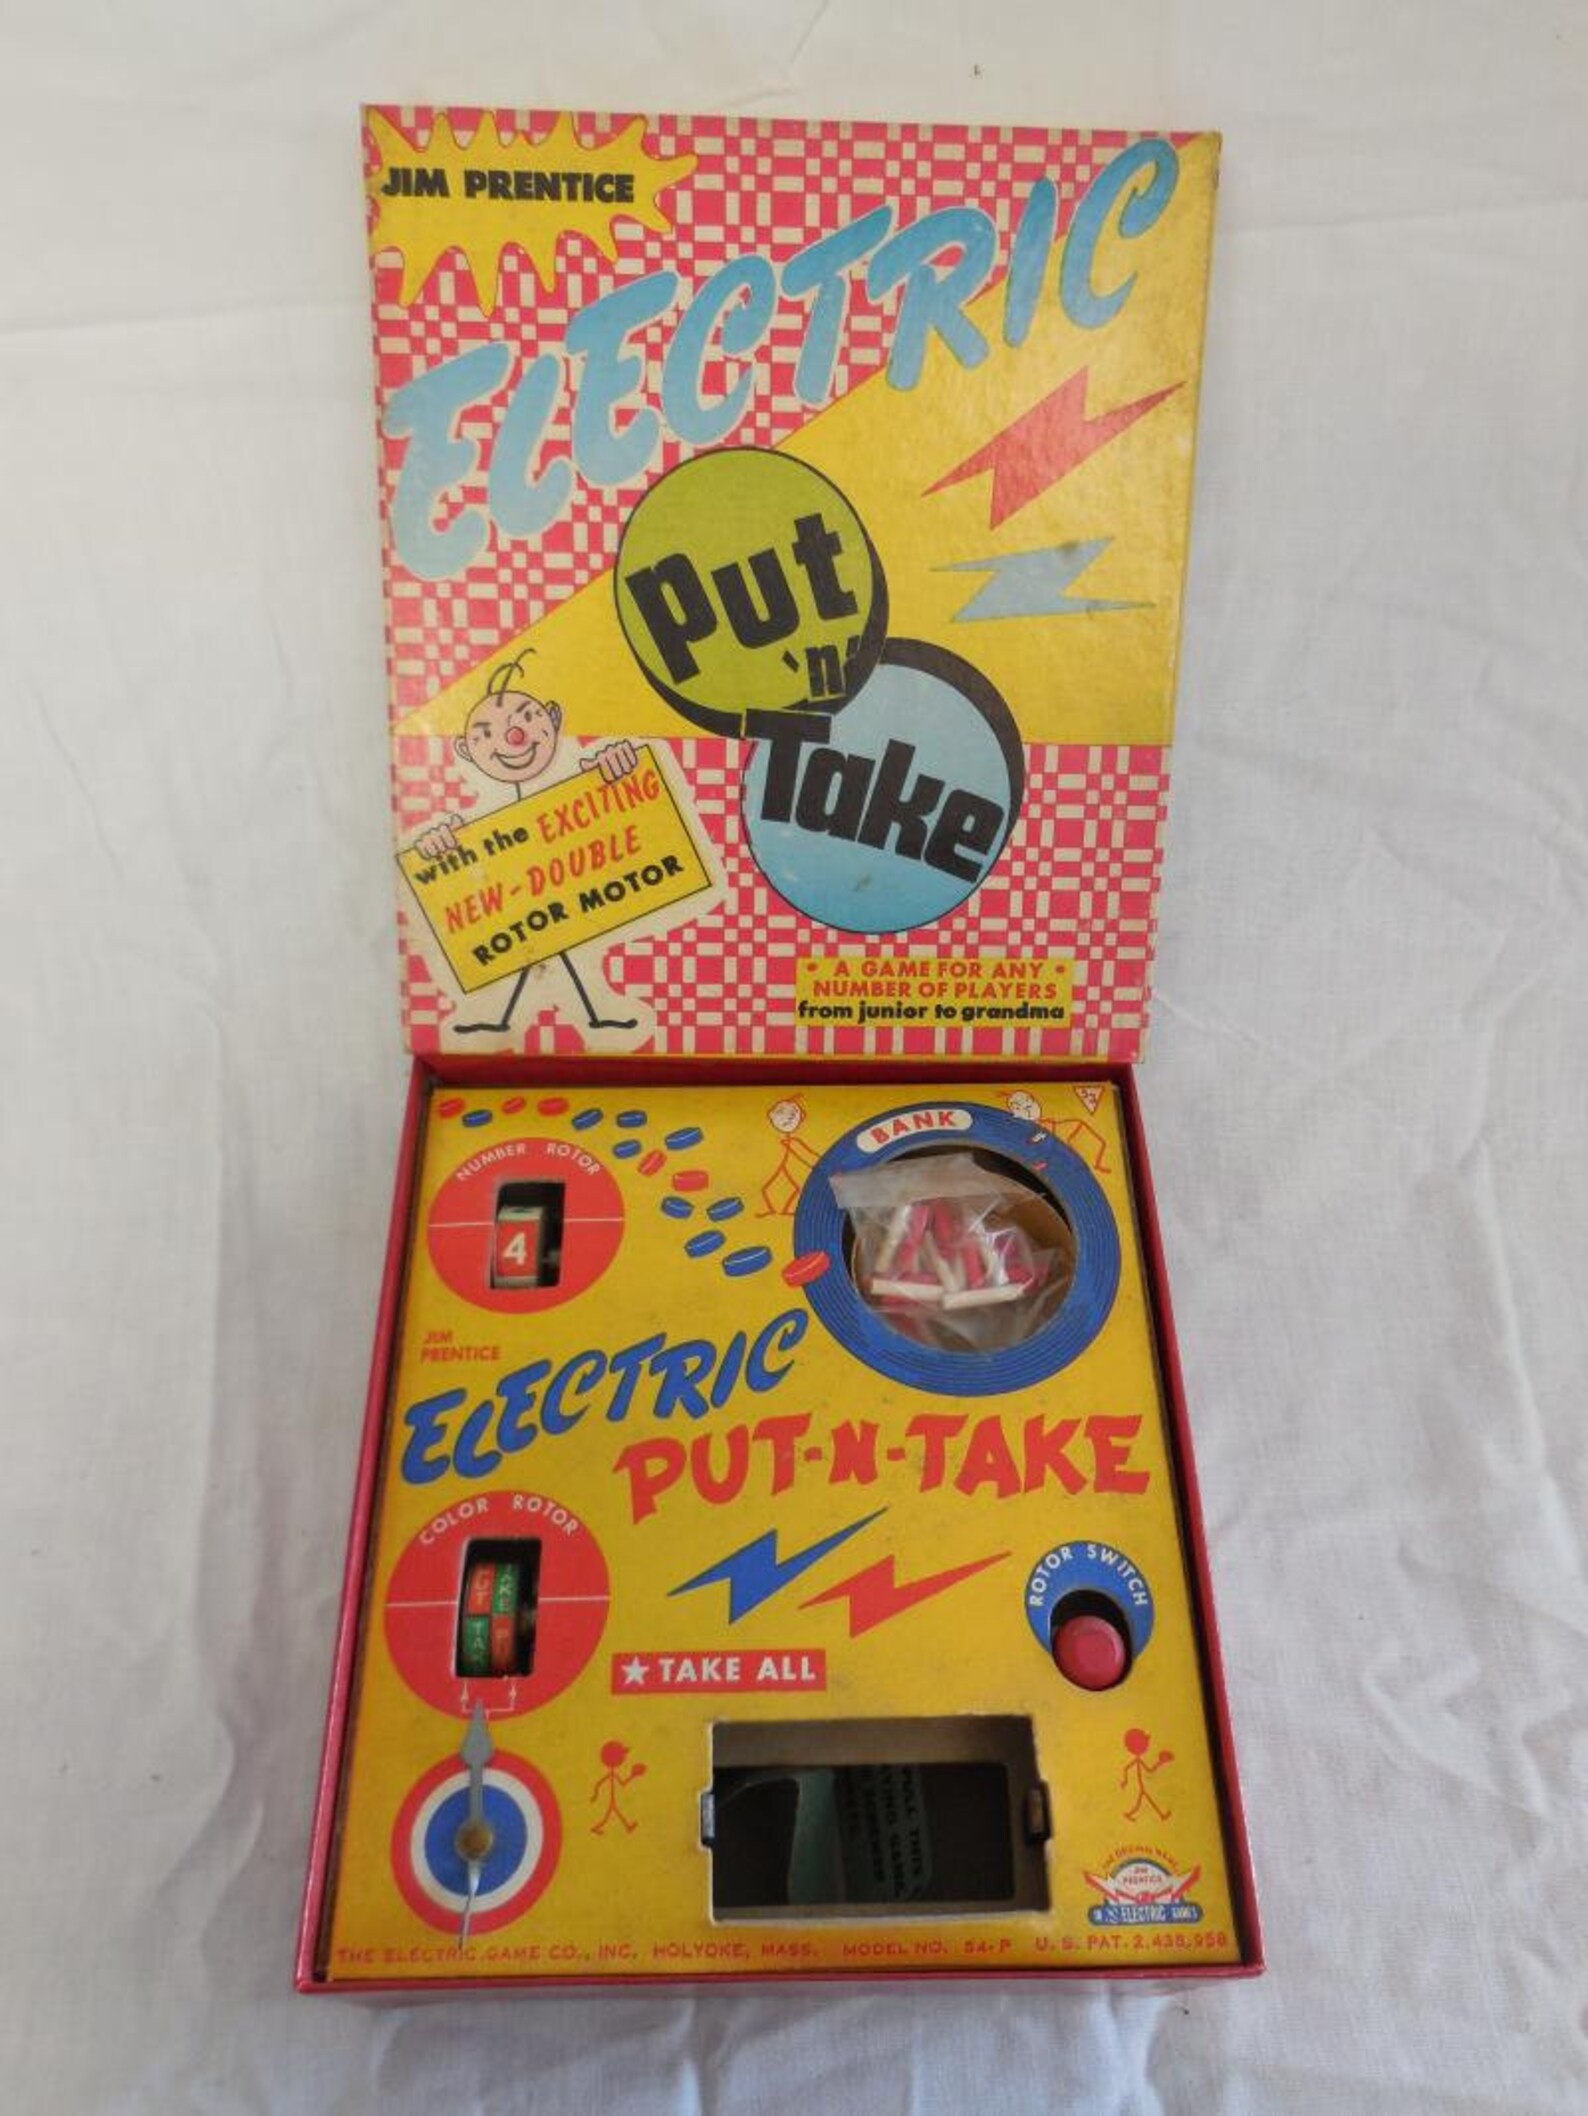 JIM PRENTICE
ELECTRIC
Put
'n'
Take
with the EXCITING
NEW-DOUBLE
ROTOR MOTOR
• A GAME FOR ANY •
NUMBER OF PLAYERS
from junior to grandma
BANK
NUMBER ROTOR
4
JIM
PRENTICE
ELECTRIC
PUT-N-TAKE
COLOR ROTOR
ROTOR SWITCH
★ TAKE ALL
JIM
PRENTICE
ELECTRIC GAMES
THE ELECTRIC GAME CO., INC. HOLYOKE, MASS. MODEL NO. 54-P U.S. PAT. 2,438,958